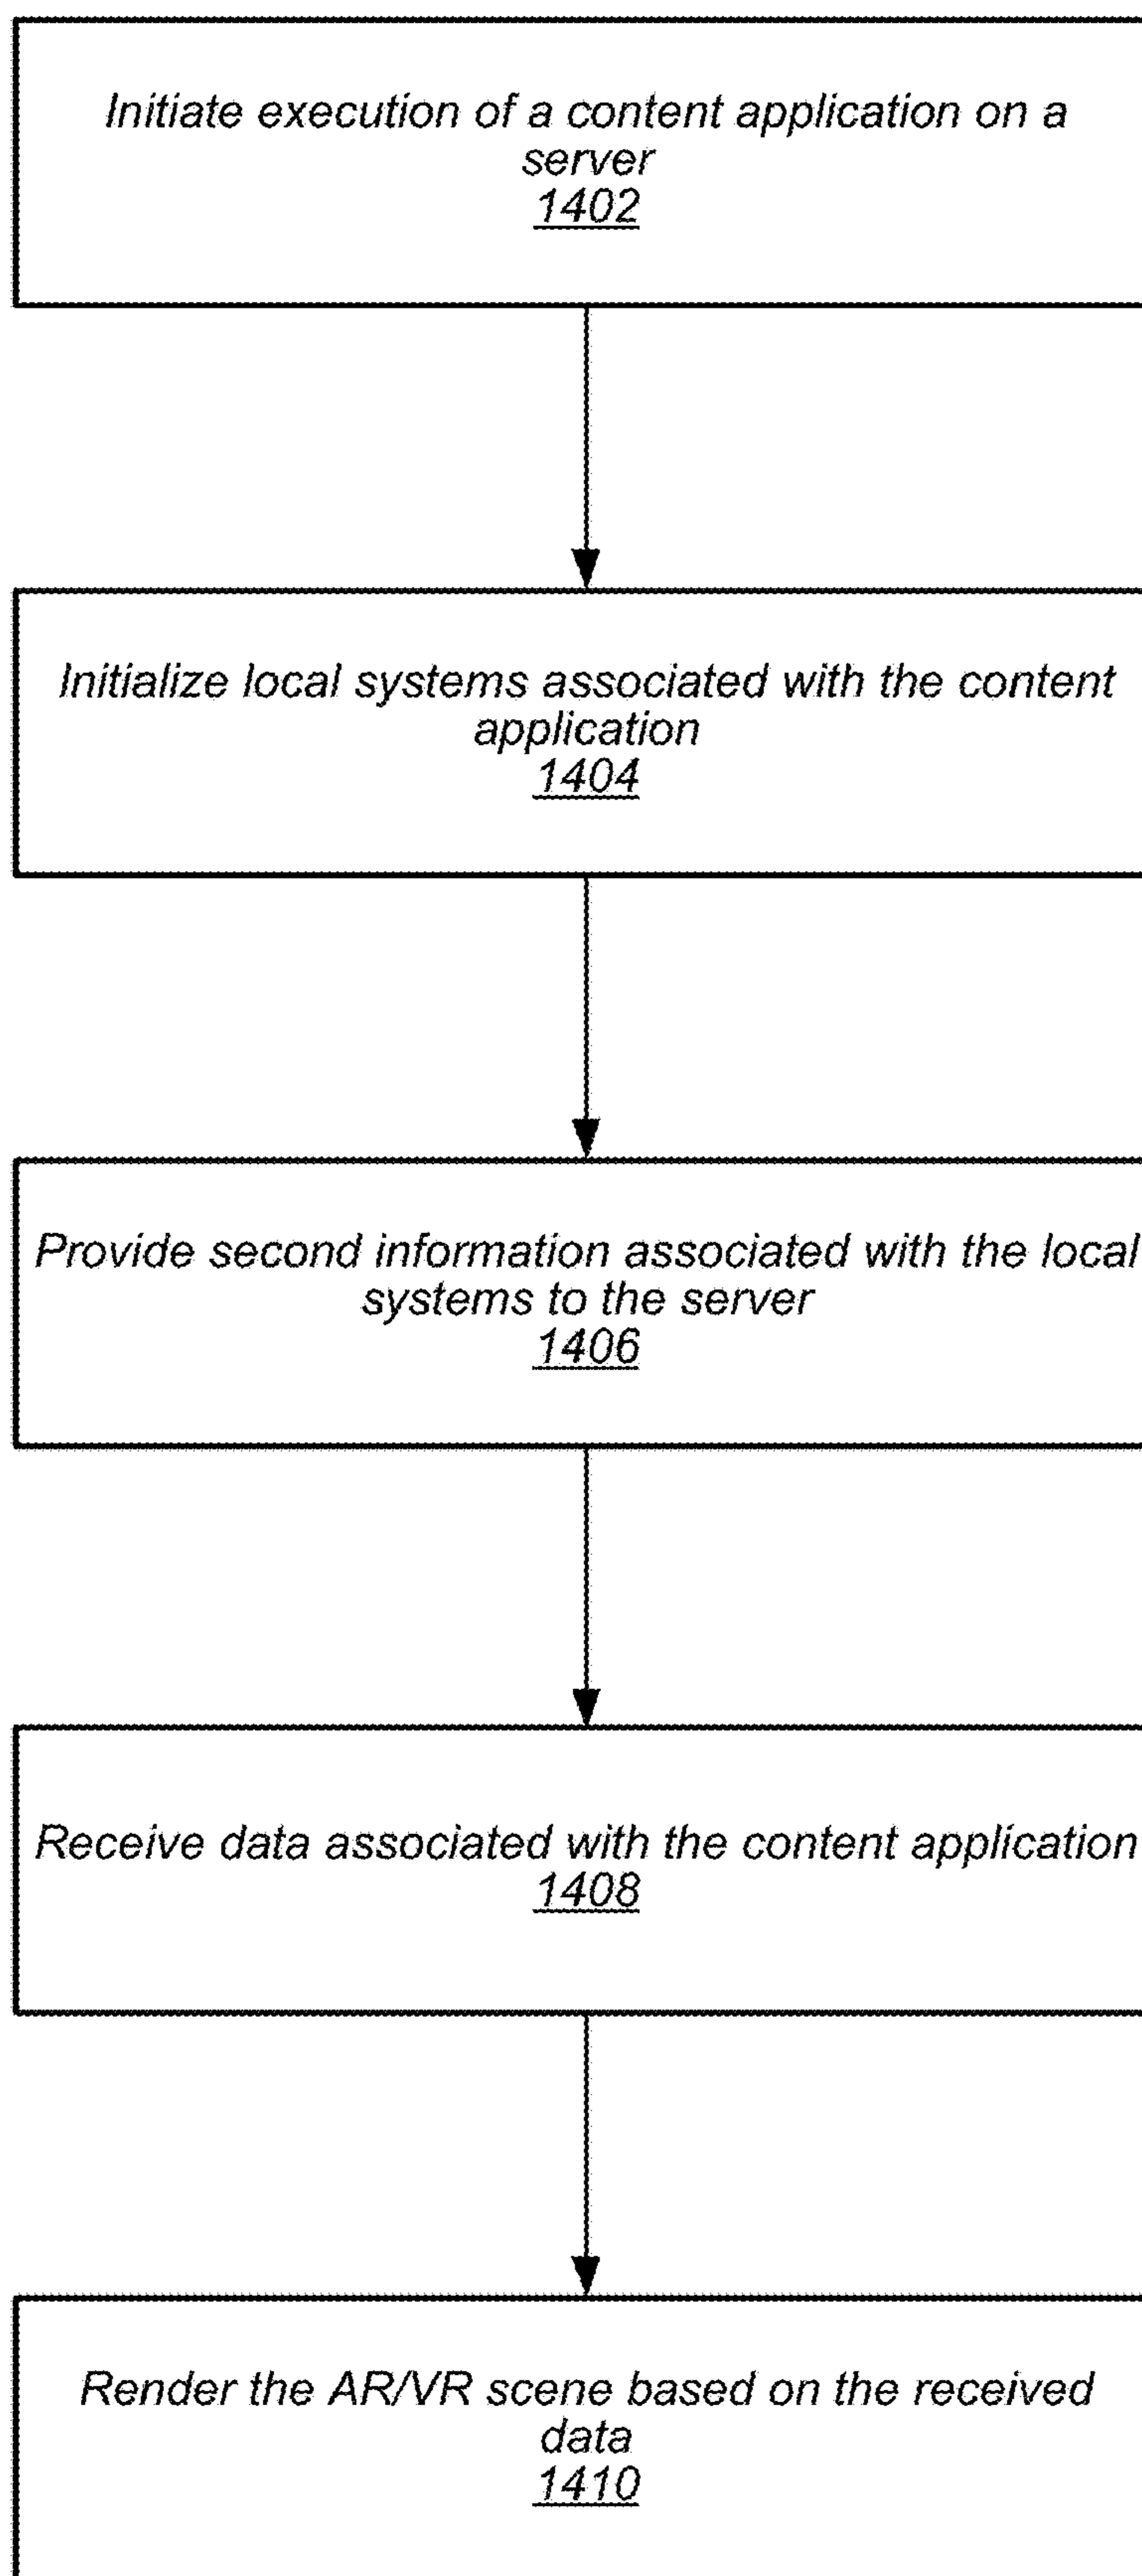 Initiate execution of a content application on a
server
1402
Initialize local systems associated with the content
application
1404
Provide second information associated with the local
systems to the server
1406
Receive data associated with the content application
1408
Render the AR/VR scene based on the received
data
1410